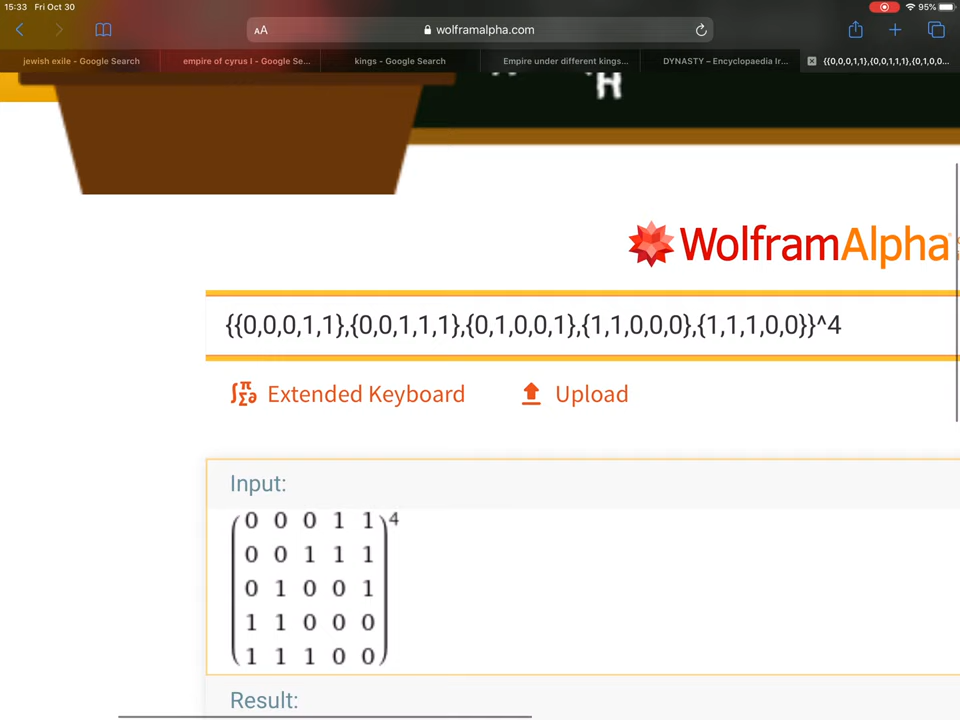 15:33 Fri Oct 30 95%
AA wolframalpha.com
jewish exile - Google Search empire of cyrus I - Google Se... kings - Google Search Empire under different kings... DYNASTY – Encyclopaedia Ir... {{0,0,0,1,1},{0,0,1,1,1},{0,1,0,0...
WolframAlpha
{{0,0,0,1,1},{0,0,1,1,1},{0,1,0,0,1},{1,1,0,0,0},{1,1,1,0,0}}^4
∫π Σ∂ Extended Keyboard Upload
Input:
0 0 0 1 1 4
0 0 1 1 1
0 1 0 0 1
1 1 0 0 0
1 1 1 0 0
Result: